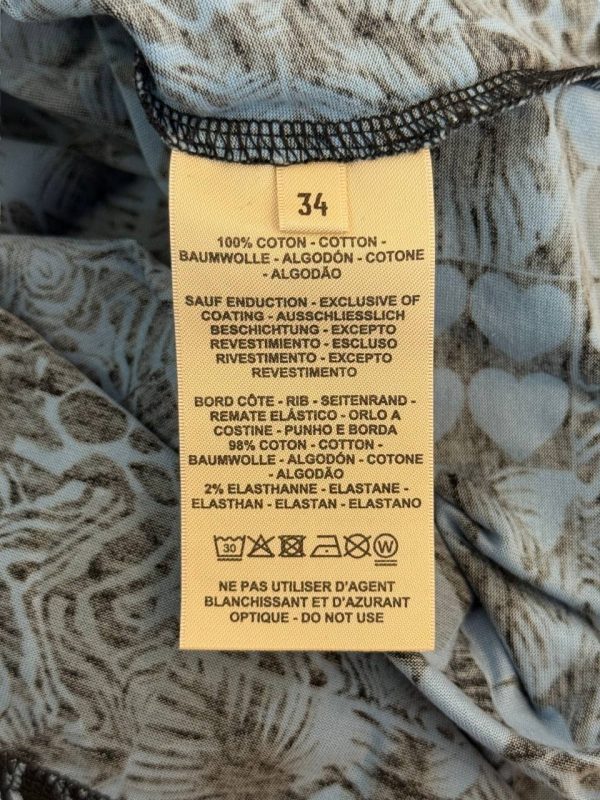 34
100% COTON - COTTON -
BAUMWOLLE - ALGODÓN - COTONE
- ALGODÃO
SAUF ENDUCTION - EXCLUSIVE OF
COATING - AUSSCHLIESSLICH
BESCHICHTUNG - EXCEPTO
REVESTIMIENTO - ESCLUSO
RIVESTIMENTO - EXCEPTO
REVESTIMENTO
BORD CÔTE - RIB - SEITENRAND -
REMATE ELÁSTICO - ORLO A
COSTINE - PUNHO E BORDA
98% COTON - COTTON -
BAUMWOLLE - ALGODÓN - COTONE
- ALGODÃO
2% ELASTHANNE - ELASTANE -
ELASTHAN - ELASTAN - ELASTANO
30 W
NE PAS UTILISER D'AGENT
BLANCHISSANT ET D'AZURANT
OPTIQUE - DO NOT USE